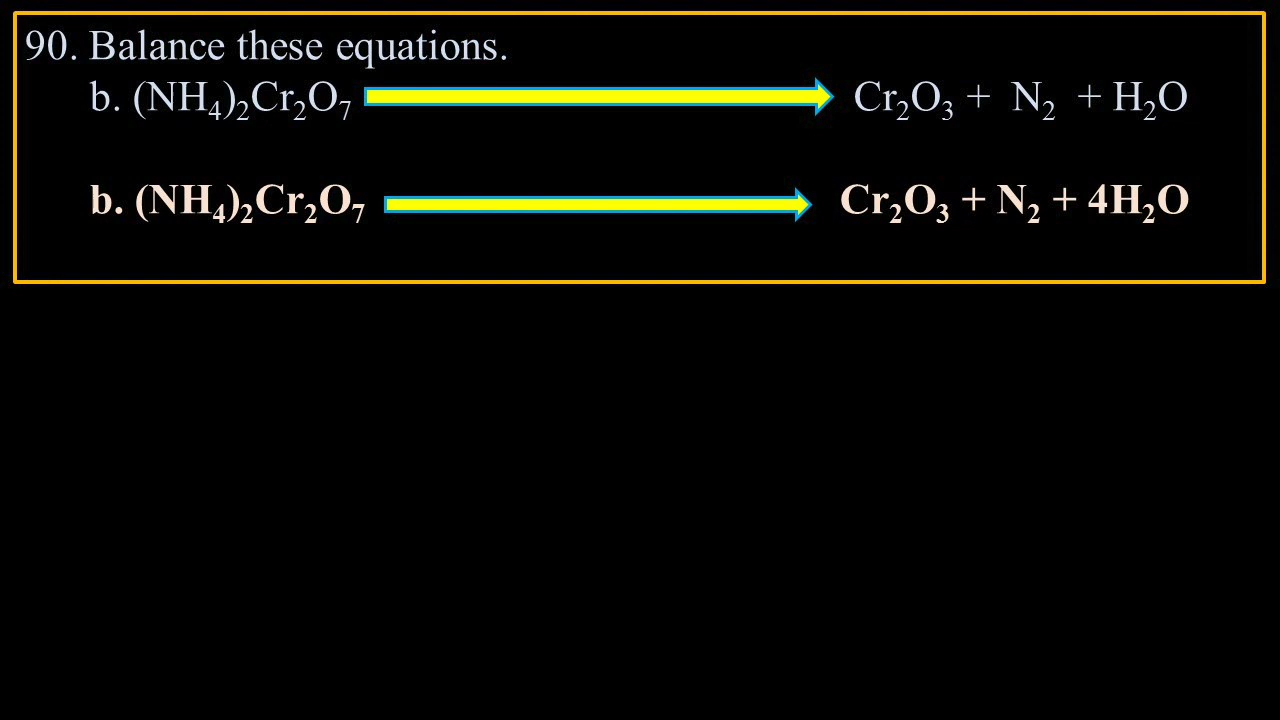 90. Balance these equations.
b. (NH₄)₂Cr₂O₇ Cr₂O₃ + N₂ + H₂O
b. (NH₄)₂Cr₂O₇ Cr₂O₃ + N₂ + 4H₂O